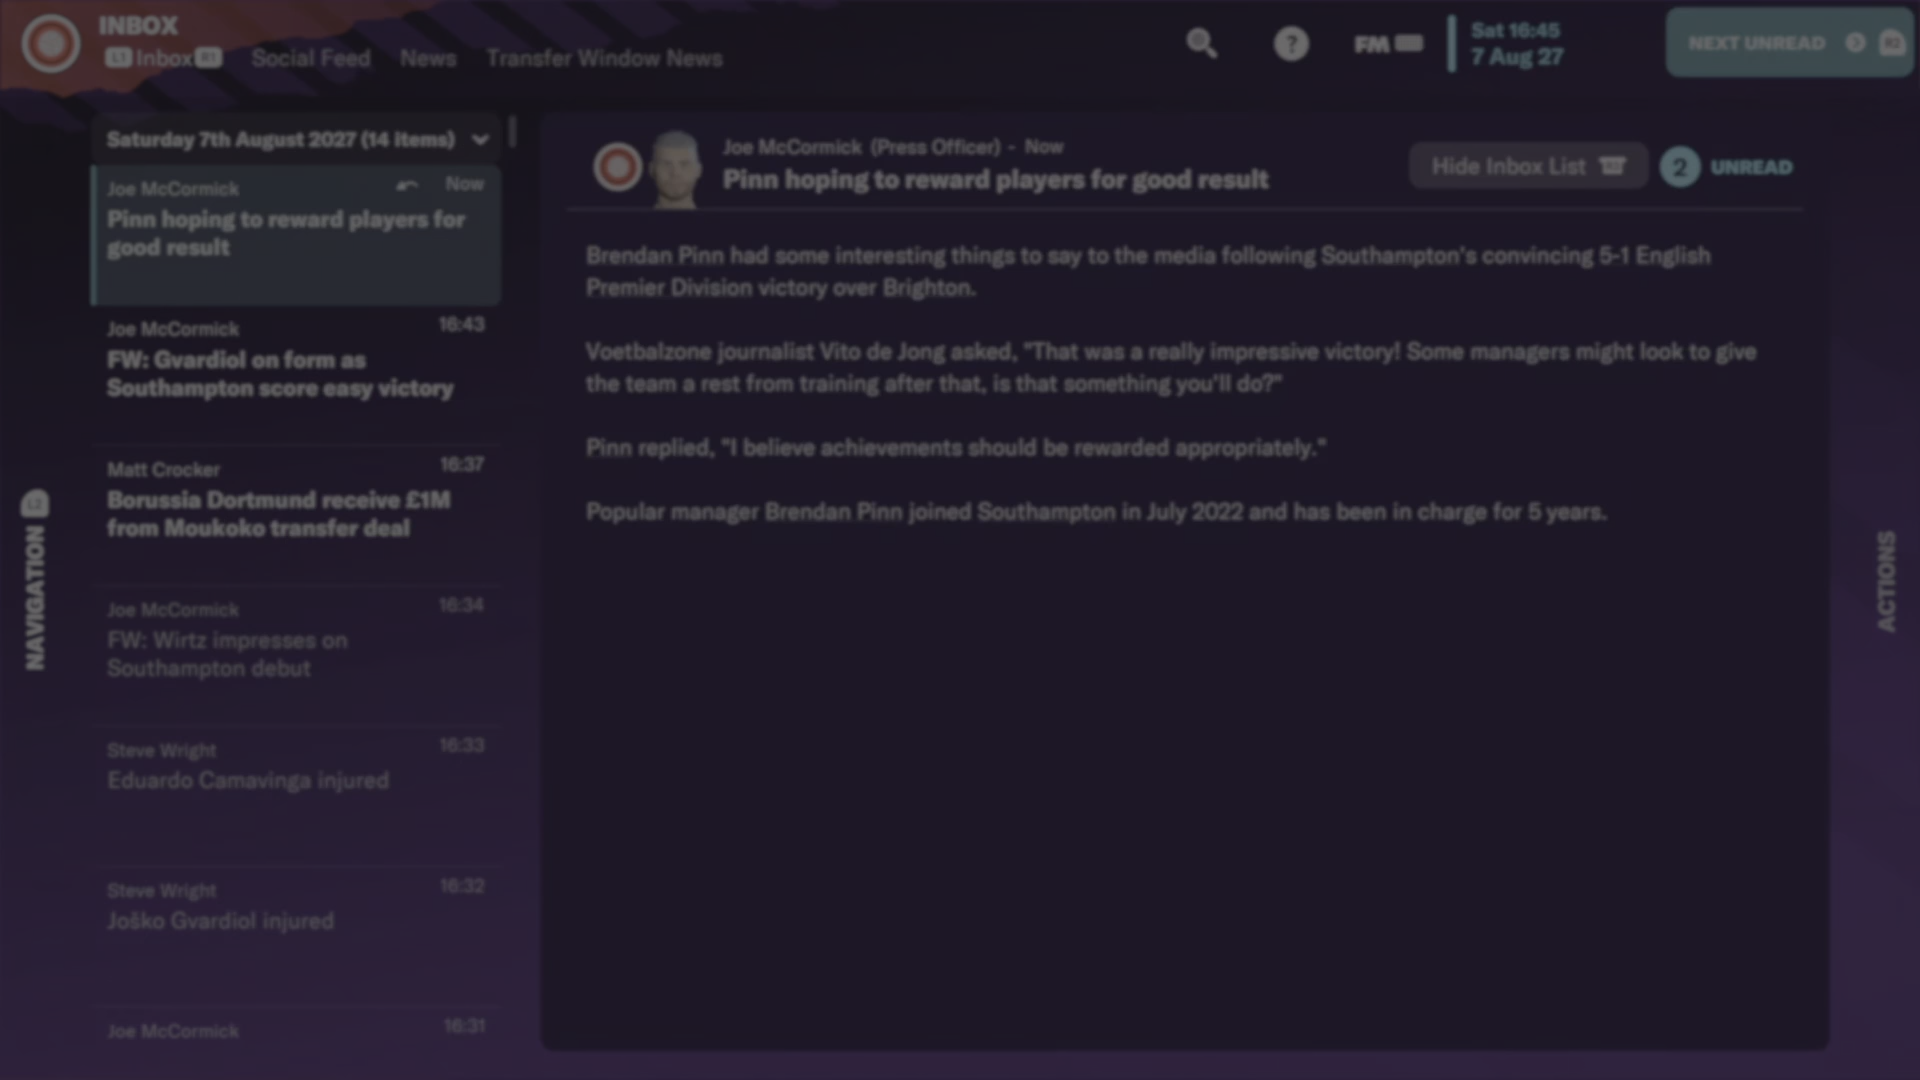 INBOX
L1 Inbox R1 Social Feed News Transfer Window News
FM
Sat 16:45
7 Aug 27
NEXT UNREAD R2
Saturday 7th August 2027 (14 items)
Joe McCormick Now
Pinn hoping to reward players for
good result
Joe McCormick 16:43
FW: Gvardiol on form as
Southampton score easy victory
Matt Crocker 16:37
Borussia Dortmund receive £1M
from Moukoko transfer deal
Joe McCormick 16:34
FW: Wirtz impresses on
Southampton debut
Steve Wright 16:33
Eduardo Camavinga injured
Steve Wright 16:32
Joško Gvardiol injured
Joe McCormick 16:31
Joe McCormick (Press Officer) - Now
Pinn hoping to reward players for good result
Hide Inbox List
2 UNREAD
Brendan Pinn had some interesting things to say to the media following Southampton's convincing 5-1 English
Premier Division victory over Brighton.
Voetbalzone journalist Vito de Jong asked, "That was a really impressive victory! Some managers might look to give
the team a rest from training after that, is that something you'll do?"
Pinn replied, "I believe achievements should be rewarded appropriately."
Popular manager Brendan Pinn joined Southampton in July 2022 and has been in charge for 5 years.
NAVIGATION L2
ACTIONS